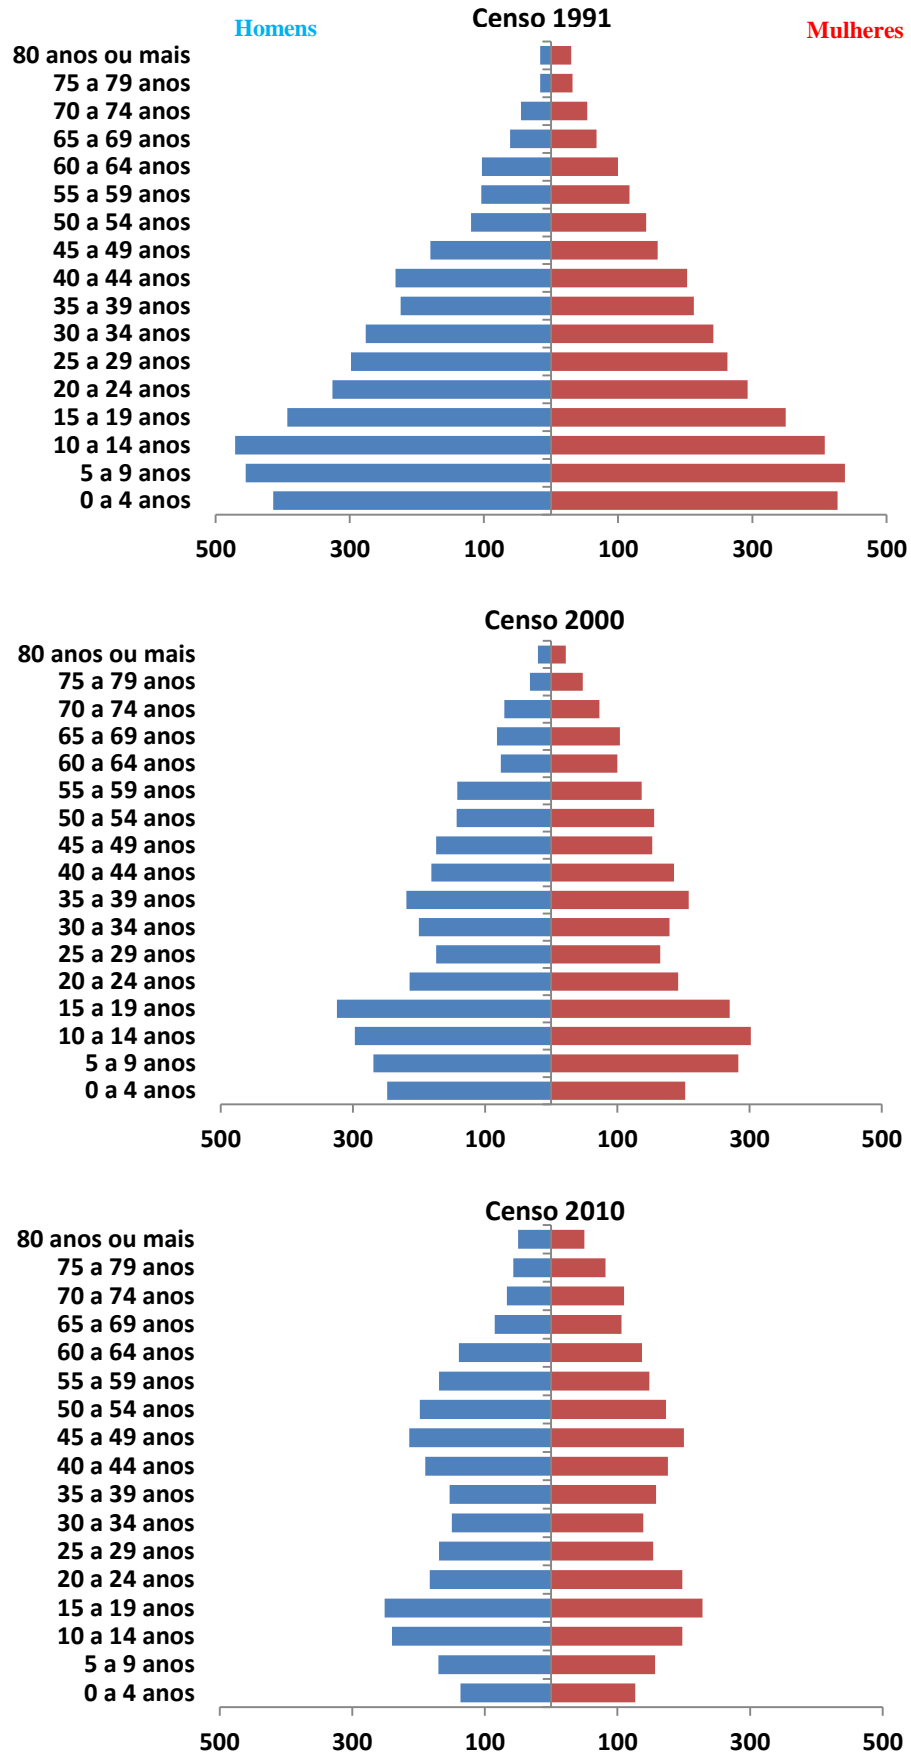 Censo 1991
Homens
Mulheres
80 anos ou mais
75 a 79 anos
70 a 74 anos
65 a 69 anos
60 a 64 anos
55 a 59 anos
50 a 54 anos
45 a 49 anos
40 a 44 anos
35 a 39 anos
30 a 34 anos
25 a 29 anos
20 a 24 anos
15 a 19 anos
10 a 14 anos
5 a 9 anos
0 a 4 anos
500 300 100 100 300 500
Censo 2000
80 anos ou mais
75 a 79 anos
70 a 74 anos
65 a 69 anos
60 a 64 anos
55 a 59 anos
50 a 54 anos
45 a 49 anos
40 a 44 anos
35 a 39 anos
30 a 34 anos
25 a 29 anos
20 a 24 anos
15 a 19 anos
10 a 14 anos
5 a 9 anos
0 a 4 anos
500 300 100 100 300 500
Censo 2010
80 anos ou mais
75 a 79 anos
70 a 74 anos
65 a 69 anos
60 a 64 anos
55 a 59 anos
50 a 54 anos
45 a 49 anos
40 a 44 anos
35 a 39 anos
30 a 34 anos
25 a 29 anos
20 a 24 anos
15 a 19 anos
10 a 14 anos
5 a 9 anos
0 a 4 anos
500 300 100 100 300 500